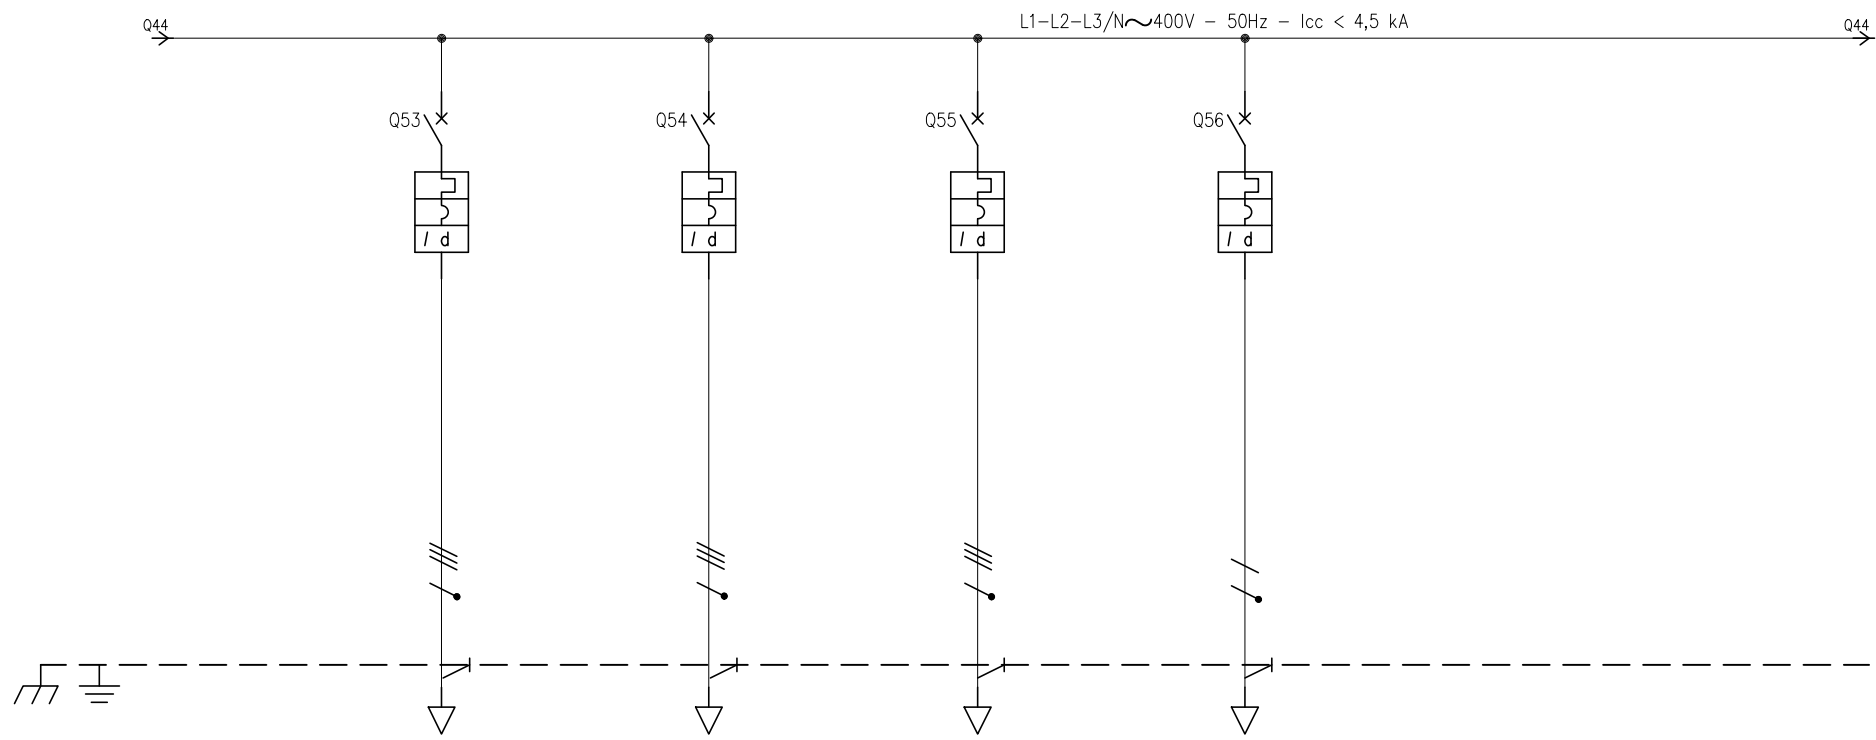 L1-L2-L3/N~400V - 50Hz - Icc < 4,5 kA
Q44 Q44
Q53 Q54 Q55 Q56
I d I d I d I d